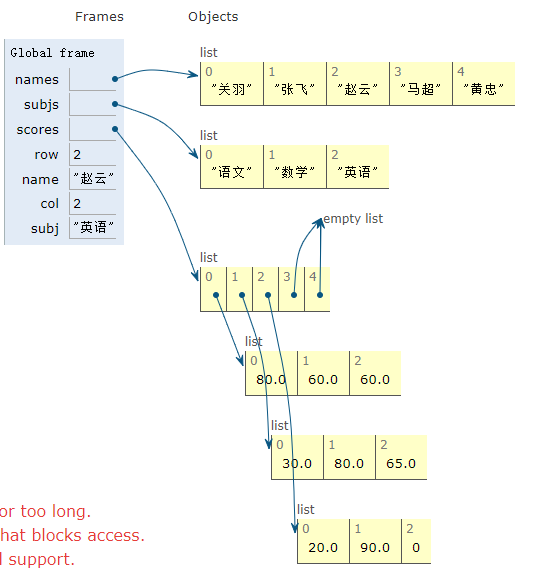 Frames Objects
Global frame
names
subjs
scores
row 2
name "赵云"
col 2
subj "英语"
list
0 1 2 3 4
"关羽" "张飞" "赵云" "马超" "黄忠"
list
0 1 2
"语文" "数学" "英语"
empty list
list
0 1 2 3 4
list
0 1 2
80.0 60.0 60.0
list
0 1 2
30.0 80.0 65.0
list
0 1 2
20.0 90.0 0
or too long.
hat blocks access.
support.